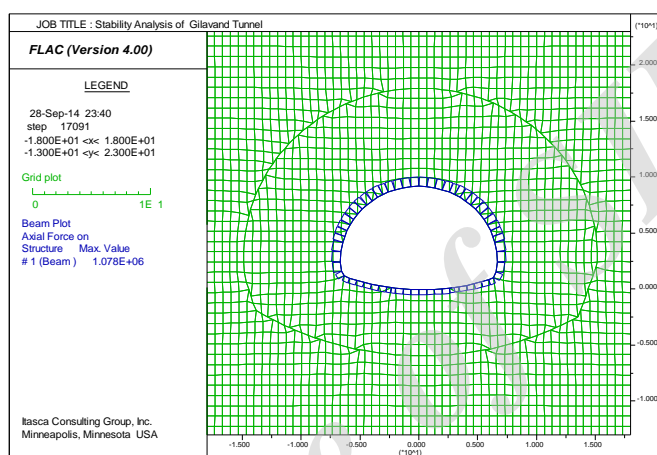 JOB TITLE : Stability Analysis of Gilavand Tunnel
FLAC (Version 4.00)
LEGEND
28-Sep-14 23:40
step 17091
-1.800E+01 <x< 1.800E+01
-1.300E+01 <y< 2.300E+01
Grid plot
0 1E 1
Beam Plot
Axial Force on
Structure Max. Value
# 1 (Beam ) 1.078E+06
Itasca Consulting Group, Inc.
Minneapolis, Minnesota USA
(*10^1)
2.000
1.500
1.000
0.500
0.000
-0.500
-1.000
-1.500 -1.000 -0.500 0.000 0.500 1.000 1.500
(*10^1)
of